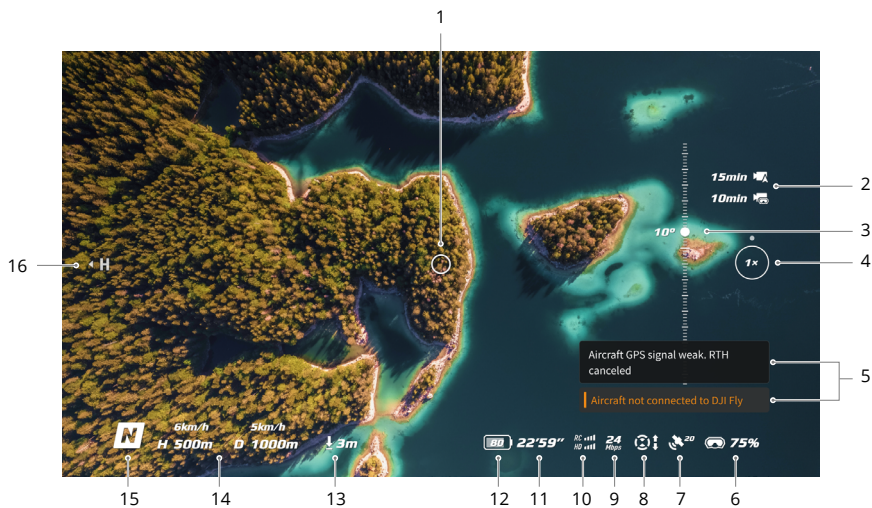 1
15min
2
10min
10°
3
16
H
1×
4
Aircraft GPS signal weak. RTH
canceled
5
Aircraft not connected to DJI Fly
N
6km/h
5km/h
H 500m
D 1000m
3m
80
22'59"
RC
HD
24
Mbps
20
75%
15
14
13
12
11
10
9
8
7
6